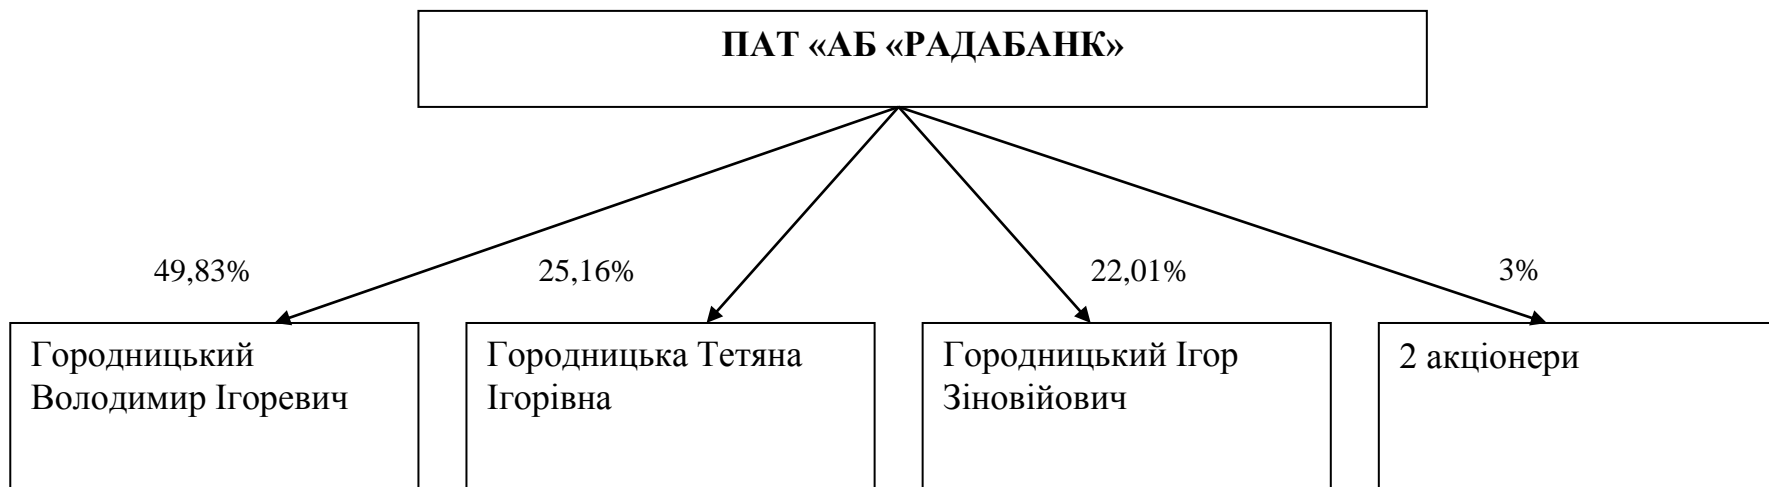 ПАТ «АБ «РАДАБАНК»
49,83%
25,16%
22,01%
3%
Городницький
Володимир Ігоревич
Городницька Тетяна
Ігорівна
Городницький Ігор
Зіновійович
2 акціонери